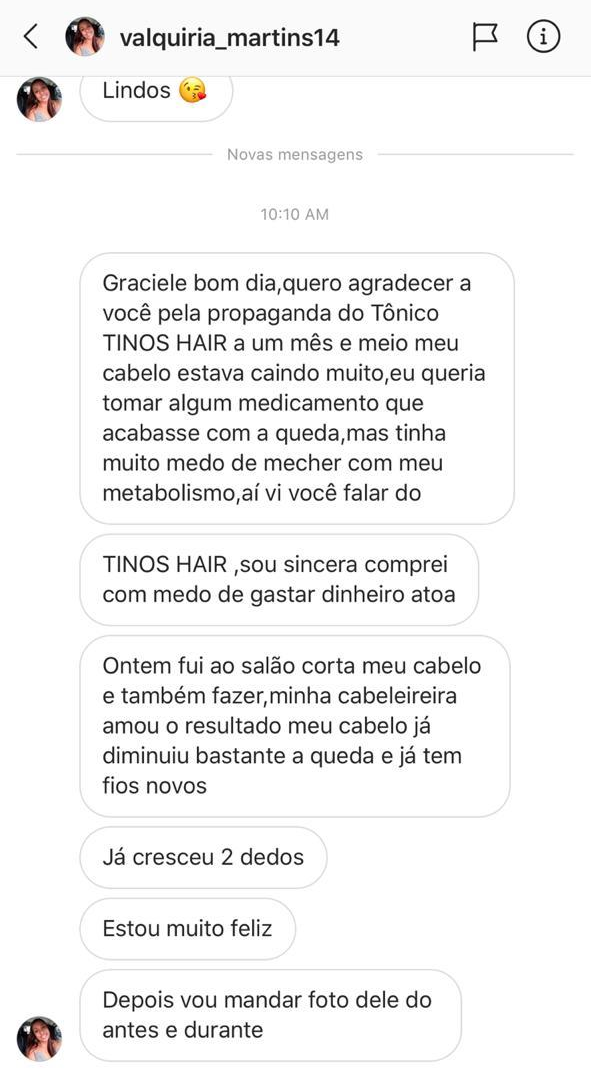 valquiria_martins14
Lindos 😘
Novas mensagens
10:10 AM
Graciele bom dia,quero agradecer a
você pela propaganda do Tônico
TINOS HAIR a um mês e meio meu
cabelo estava caindo muito,eu queria
tomar algum medicamento que
acabasse com a queda,mas tinha
muito medo de mecher com meu
metabolismo,aí vi você falar do
TINOS HAIR ,sou sincera comprei
com medo de gastar dinheiro atoa
Ontem fui ao salão corta meu cabelo
e também fazer,minha cabeleireira
amou o resultado meu cabelo já
diminuiu bastante a queda e já tem
fios novos
Já cresceu 2 dedos
Estou muito feliz
Depois vou mandar foto dele do
antes e durante